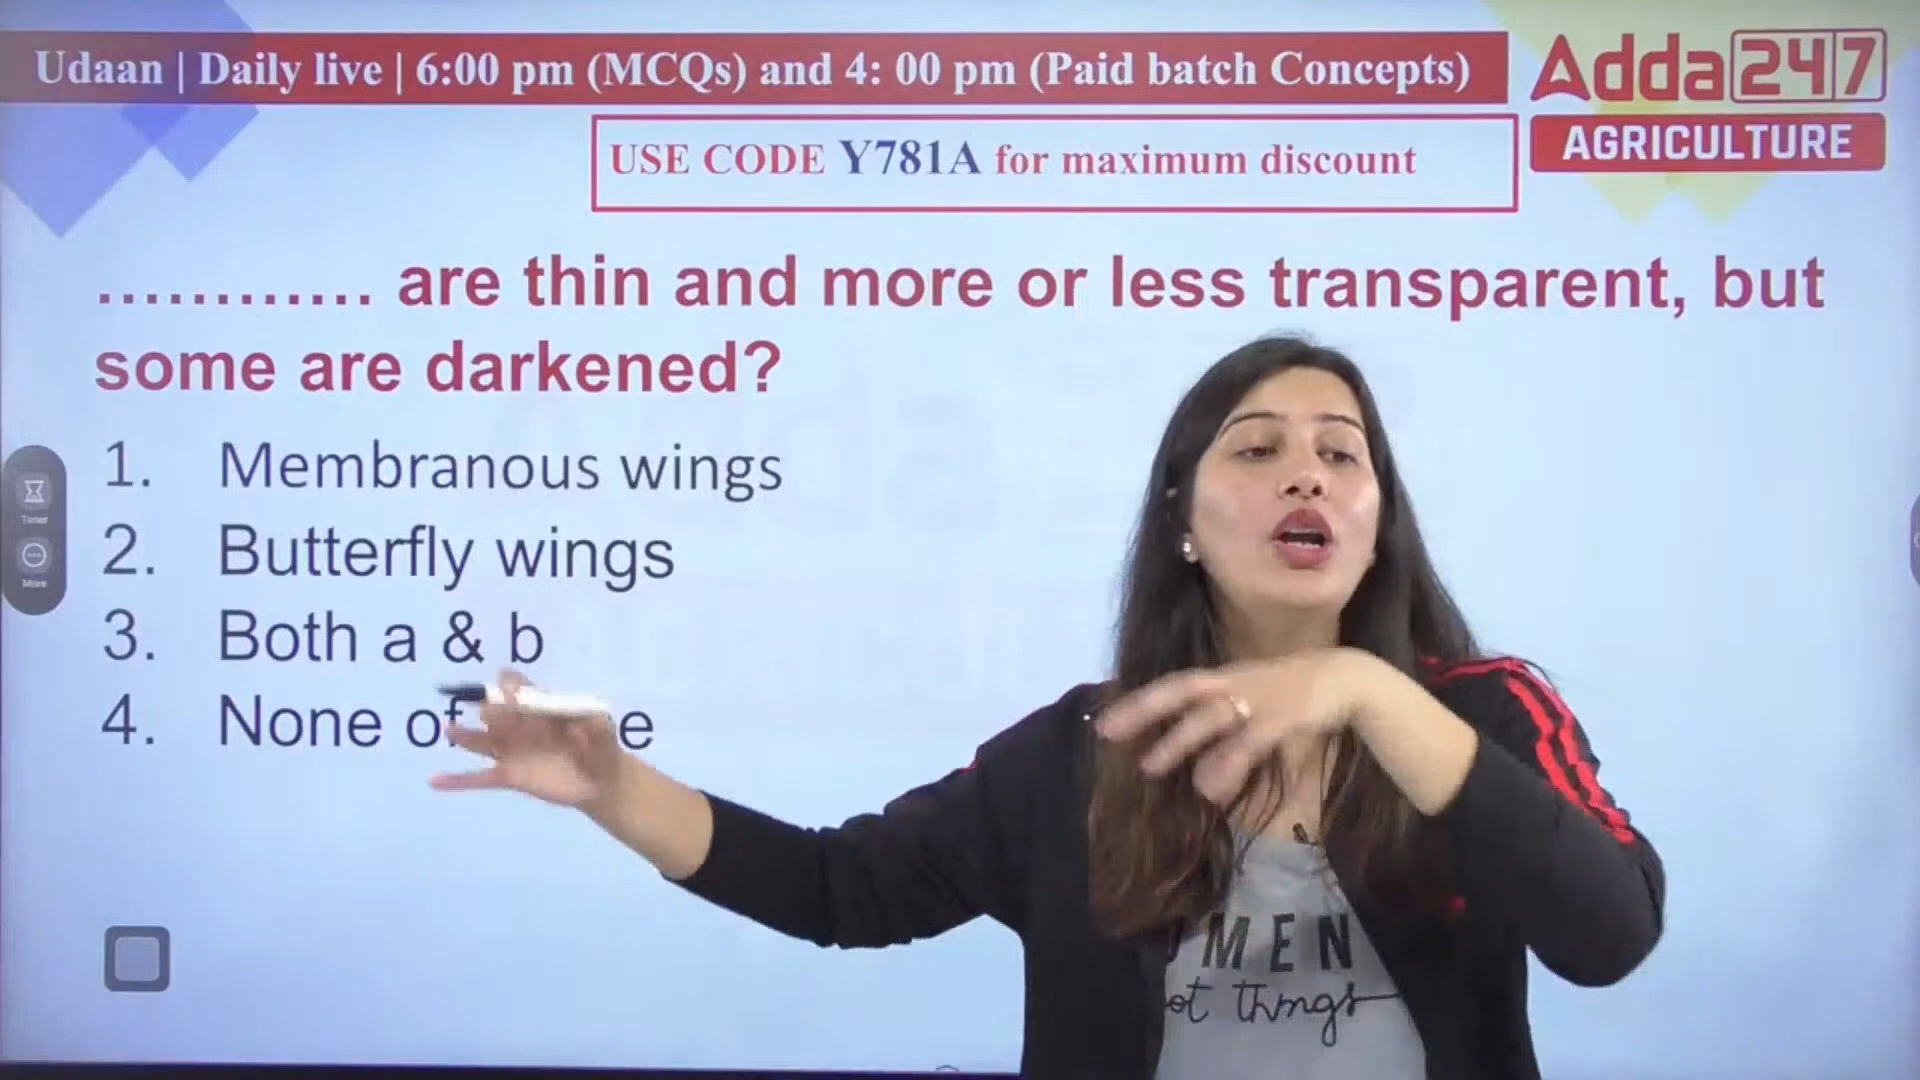 Udaan | Daily live | 6:00 pm (MCQs) and 4: 00 pm (Paid batch Concepts)
Adda247
AGRICULTURE
USE CODE Y781A for maximum discount
............ are thin and more or less transparent, but
some are darkened?
1. Membranous wings
2. Butterfly wings
3. Both a & b
4. None of
Timer
More
MEN
things